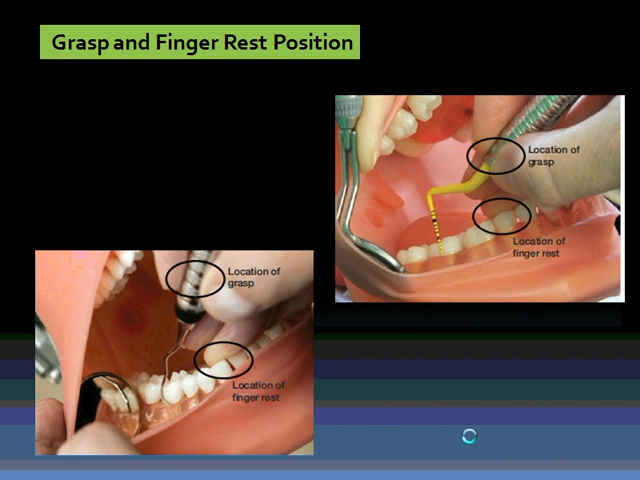 Grasp and Finger Rest Position
Location of
grasp
Location of
finger rest
Location of
grasp
Location of
finger rest